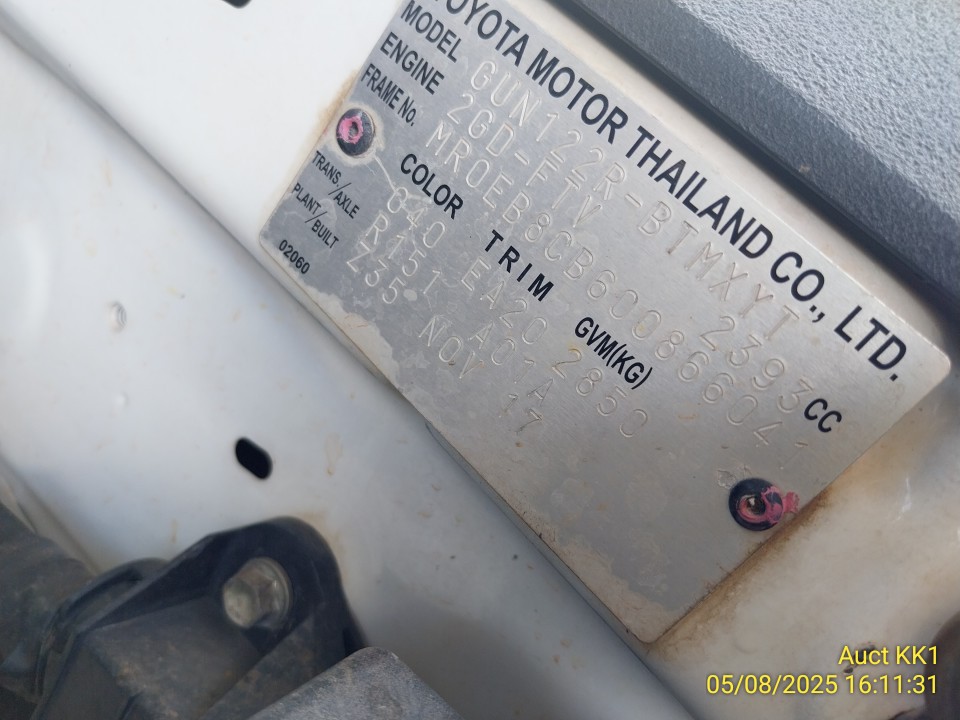 TOYOTA MOTOR THAILAND CO., LTD.
MODEL GUN122R-BTMXYT
ENGINE 2GD-FTV 2393 CC
FRAME No. MR0EB8CB600866041
COLOR TRIM GVM(KG)
040 EA20 2850
TRANS/AXLE R151 A01A
PLANT/BUILT Z35 NOV 17
02060
Auct KK1
05/08/2025 16:11:31